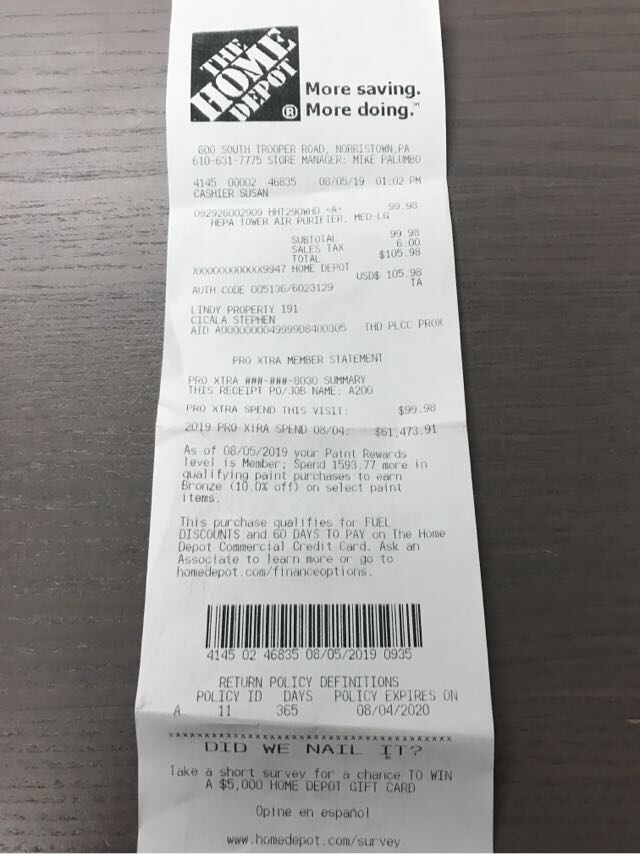 THE
HOME
DEPOT
®
More saving.
More doing.℠
600 SOUTH TROOPER ROAD, NORRISTOWN,PA
610-631-7775 STORE MANAGER: MIKE PALUMBO
4145 00002 46835 08/05/19 01:02 PM
CASHIER SUSAN
092926002909 HHT290WHD <A> 99.98
HEPA TOWER AIR PURIFIER, MED-LG
SUBTOTAL 99.98
SALES TAX 6.00
TOTAL $105.98
XXXXXXXXXXXX9947 HOME DEPOT
USD$ 105.98
AUTH CODE 005136/6023129 TA
LINDY PROPERTY 191
CICALA STEPHEN
AID A0000000049999D8400305 THD PLCC PROX
PRO XTRA MEMBER STATEMENT
PRO XTRA ###-###-8030 SUMMARY
THIS RECEIPT PO/JOB NAME: A200
PRO XTRA SPEND THIS VISIT: $99.98
2019 PRO XTRA SPEND 08/04: $61,473.91
As of 08/05/2019 your Paint Rewards
level is Member; Spend 1593.77 more in
qualifying paint purchases to earn
Bronze (10.0% off) on select paint
items.
This purchase qualifies for FUEL
DISCOUNTS and 60 DAYS TO PAY on The Home
Depot Commercial Credit Card. Ask an
Associate to learn more or go to
homedepot.com/financeoptions.
4145 02 46835 08/05/2019 0935
RETURN POLICY DEFINITIONS
POLICY ID DAYS POLICY EXPIRES ON
A 11 365 08/04/2020
DID WE NAIL IT?
Take a short survey for a chance TO WIN
A $5,000 HOME DEPOT GIFT CARD
Opine en español
www.homedepot.com/survey